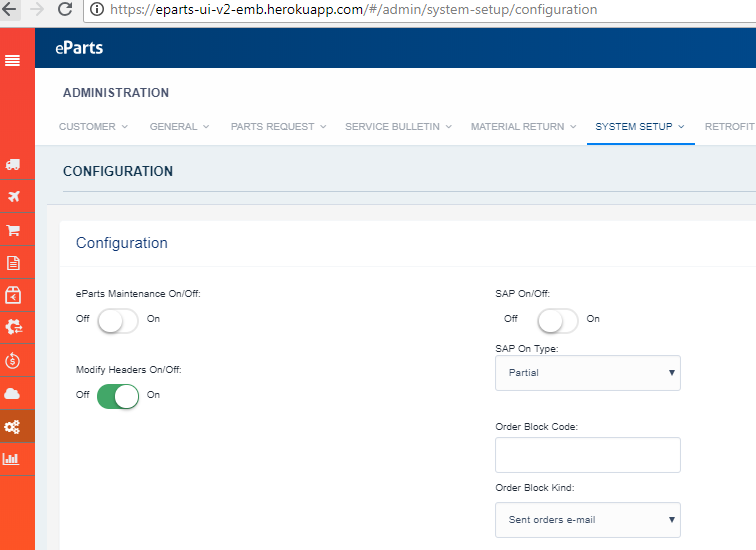 https://eparts-ui-v2-emb.herokuapp.com/#/admin/system-setup/configuration
eParts
ADMINISTRATION
CUSTOMER GENERAL PARTS REQUEST SERVICE BULLETIN MATERIAL RETURN SYSTEM SETUP RETROFIT
CONFIGURATION
Configuration
eParts Maintenance On/Off: SAP On/Off:
Off On Off On
SAP On Type:
Modify Headers On/Off: Partial
Off On
Order Block Code:
Order Block Kind:
Sent orders e-mail